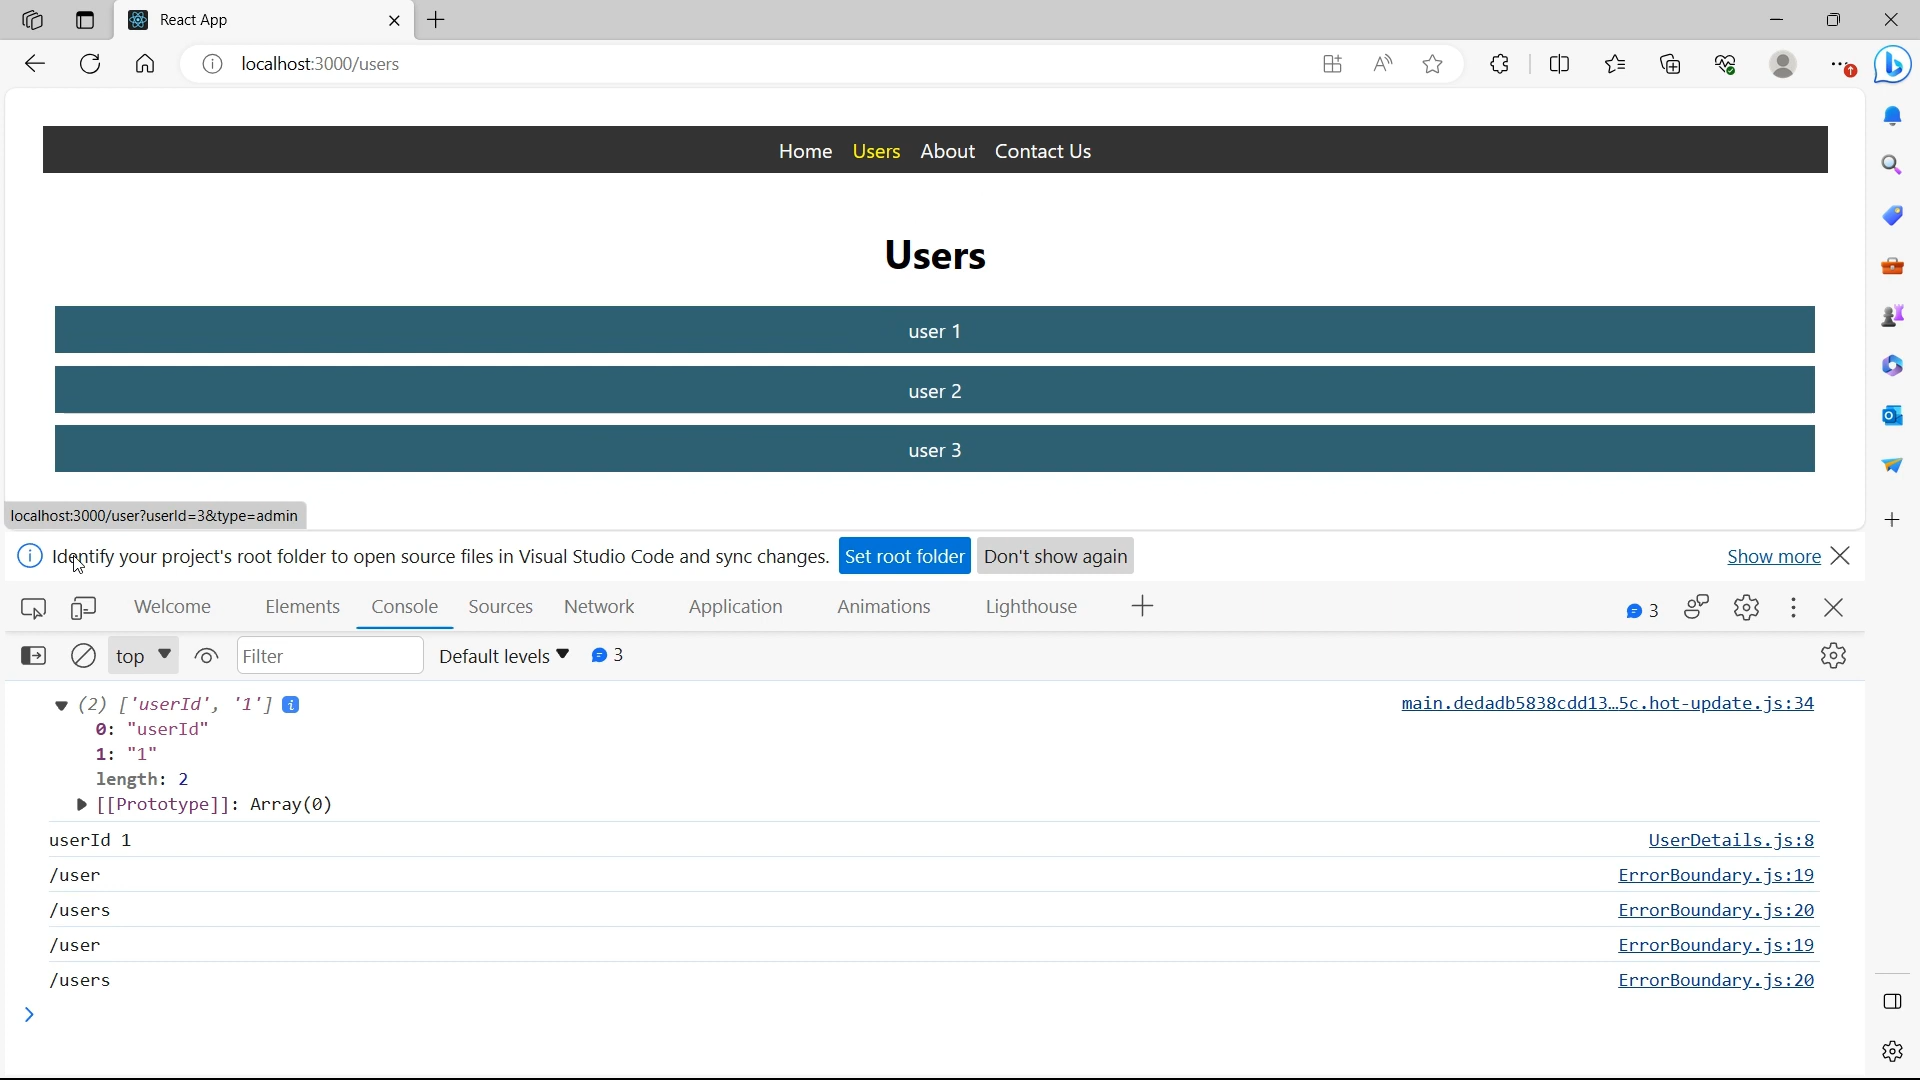 React App
localhost:3000/users
Home Users About Contact Us
Users
user 1
user 2
user 3
localhost:3000/user?userId=3&type=admin
Identify your project's root folder to open source files in Visual Studio Code and sync changes. Set root folder Don't show again Show more
Welcome Elements Console Sources Network Application Animations Lighthouse 3
top Filter Default levels 3
(2) ['userId', '1'] main.dedadb5838cdd13…5c.hot-update.js:34
0: "userId"
1: "1"
length: 2
[[Prototype]]: Array(0)
userId 1 UserDetails.js:8
/user ErrorBoundary.js:19
/users ErrorBoundary.js:20
/user ErrorBoundary.js:19
/users ErrorBoundary.js:20